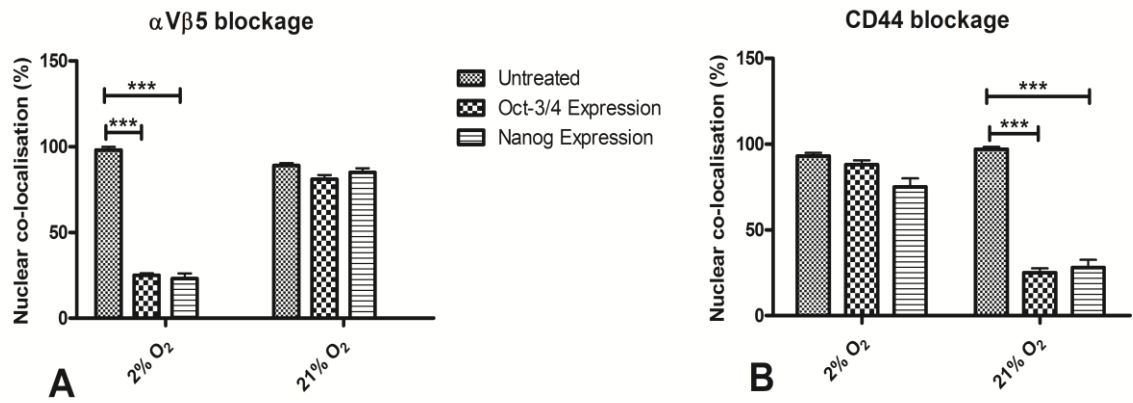 αVβ5 blockage
Nuclear co-localisation (%)
150
100
50
0
***
***
2% O₂
21% O₂
A
Untreated
Oct-3/4 Expression
Nanog Expression
CD44 blockage
Nuclear co-localisation (%)
150
100
50
0
***
***
2% O₂
21% O₂
B